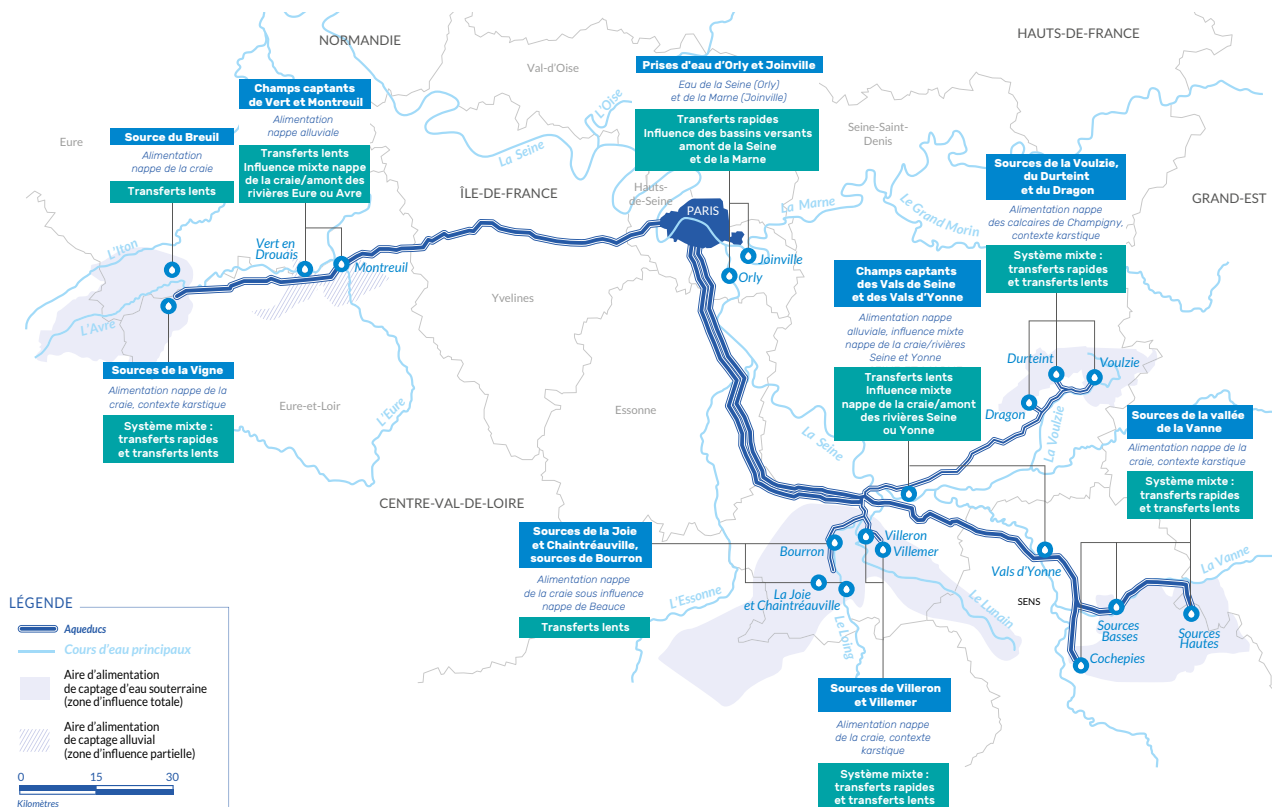 NORMANDIE
HAUTS-DE-FRANCE
Val-d'Oise
L'Oise
La Seine
Eure
Seine-Saint-
Denis
ÎLE-DE-FRANCE
Hauts-
de-Seine
GRAND-EST
La Marne
Le Grand Morin
PARIS
Champs captants
de Vert et Montreuil
Alimentation
nappe alluviale
Transferts lents
Influence mixte nappe
de la craie/amont des
rivières Eure ou Avre
Source du Breuil
Alimentation
nappe de la craie
Transferts lents
Prises d'eau d'Orly et Joinville
Eau de la Seine (Orly)
et de la Marne (Joinville)
Transferts rapides
Influence des bassins versants
amont de la Seine
et de la Marne
Sources de la Voulzie,
du Durteint
et du Dragon
Alimentation nappe
des calcaires de Champigny,
contexte karstique
Système mixte :
transferts rapides
et transferts lents
L'Iton
Vert en
Drouais
Montreuil
Joinville
Orly
L'Avre
Yvelines
Champs captants
des Vals de Seine
et des Vals d'Yonne
Alimentation nappe
alluviale, influence mixte
nappe de la craie/rivières
Seine et Yonne
Transferts lents
Influence mixte
nappe de la craie/amont
des rivières Seine
ou Yonne
Sources de la Vigne
Alimentation nappe de la
craie, contexte karstique
Système mixte :
transferts rapides
et transferts lents
Eure-et-Loir
L'Eure
Essonne
Durteint
Voulzie
Dragon
La Voulzie
La Seine
Sources de la vallée
de la Vanne
Alimentation nappe de la
craie, contexte karstique
Système mixte :
transferts rapides
et transferts lents
CENTRE-VAL-DE-LOIRE
Sources de la Joie
et Chaintréauville,
sources de Bourron
Alimentation nappe
de la craie sous influence
nappe de Beauce
Transferts lents
Bourron
Villeron
Villemer
La Joie
et Chaintréauville
L'Essonne
Le Loing
Le Lunain
Vals d'Yonne
SENS
La Vanne
Sources
Basses
Sources
Hautes
Cochepies
Sources de Villeron
et Villemer
Alimentation nappe
de la craie, contexte
karstique
Système mixte :
transferts rapides
et transferts lents
LÉGENDE
Aqueducs
Cours d'eau principaux
Aire d'alimentation
de captage d'eau souterraine
(zone d'influence totale)
Aire d'alimentation
de captage alluvial
(zone d'influence partielle)
0 15 30
Kilomètres